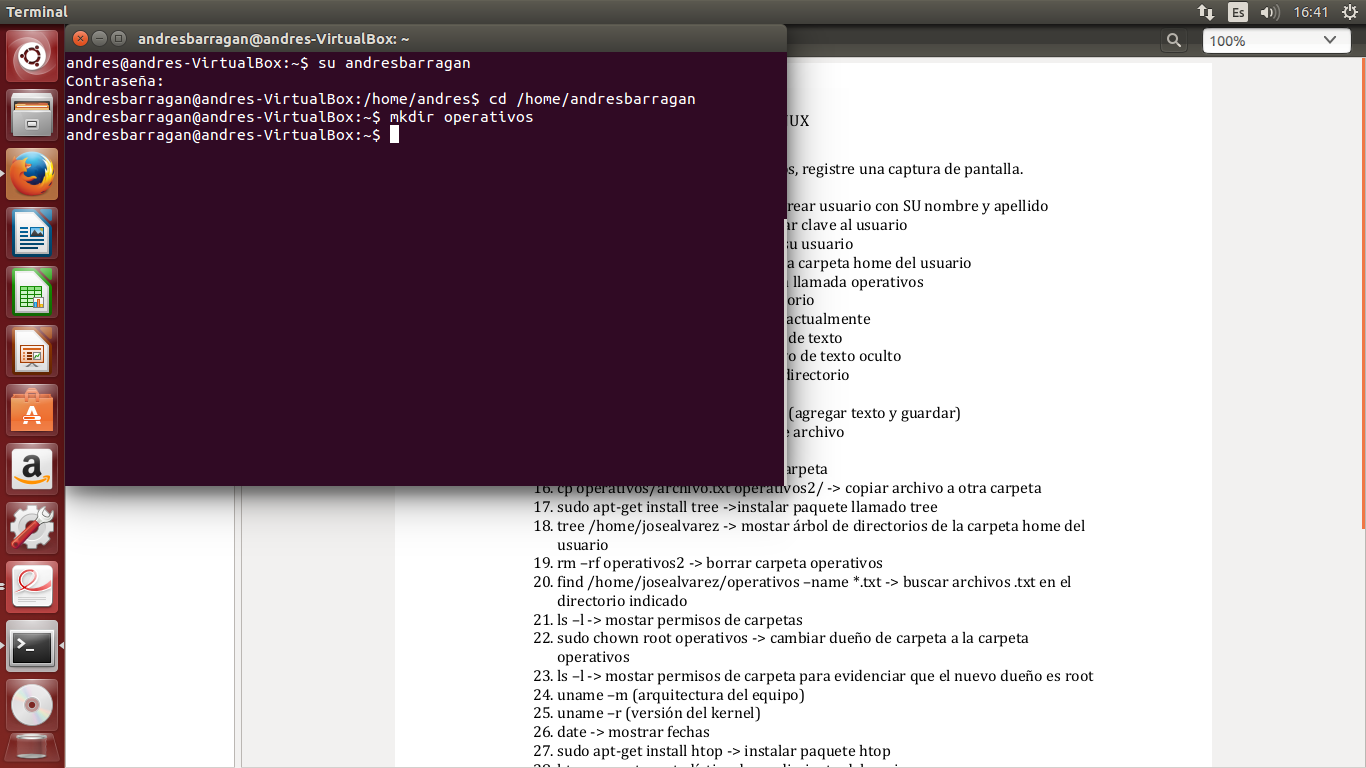 Terminal
Es
16:41
andresbarragan@andres-VirtualBox: ~
100%
andres@andres-VirtualBox:~$ su andresbarragan
Contraseña:
andresbarragan@andres-VirtualBox:/home/andres$ cd /home/andresbarragan
andresbarragan@andres-VirtualBox:~$ mkdir operativos
andresbarragan@andres-VirtualBox:~$
UX
s, registre una captura de pantalla.
rear usuario con SU nombre y apellido
ar clave al usuario
su usuario
a carpeta home del usuario
llamada operativos
orio
actualmente
de texto
o de texto oculto
directorio
(agregar texto y guardar)
e archivo
arpeta
16. cp operativos/archivo.txt operativos2/ -> copiar archivo a otra carpeta
17. sudo apt-get install tree ->instalar paquete llamado tree
18. tree /home/josealvarez -> mostar árbol de directorios de la carpeta home del
usuario
19. rm –rf operativos2 -> borrar carpeta operativos
20. find /home/josealvarez/operativos –name *.txt -> buscar archivos .txt en el
directorio indicado
21. ls –l -> mostar permisos de carpetas
22. sudo chown root operativos -> cambiar dueño de carpeta a la carpeta
operativos
23. ls –l -> mostar permisos de carpeta para evidenciar que el nuevo dueño es root
24. uname –m (arquitectura del equipo)
25. uname –r (versión del kernel)
26. date -> mostrar fechas
27. sudo apt-get install htop -> instalar paquete htop